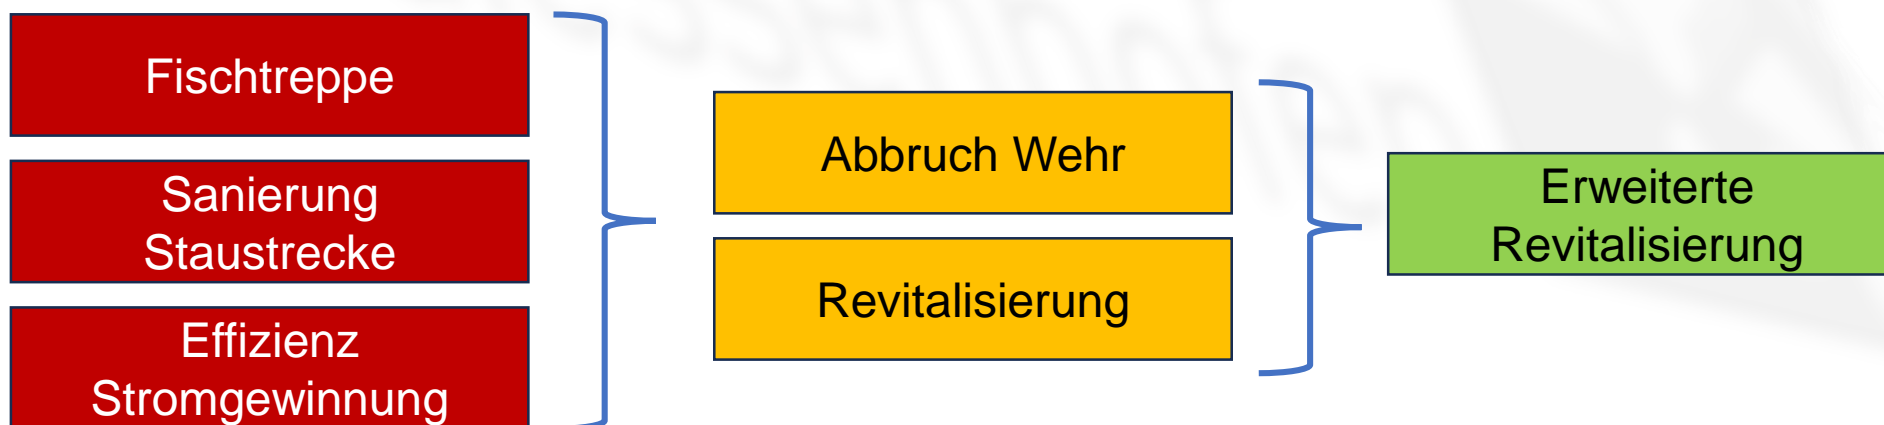 Fischtreppe
Sanierung
Staustrecke
Effizienz
Stromgewinnung
Abbruch Wehr
Revitalisierung
Erweiterte
Revitalisierung